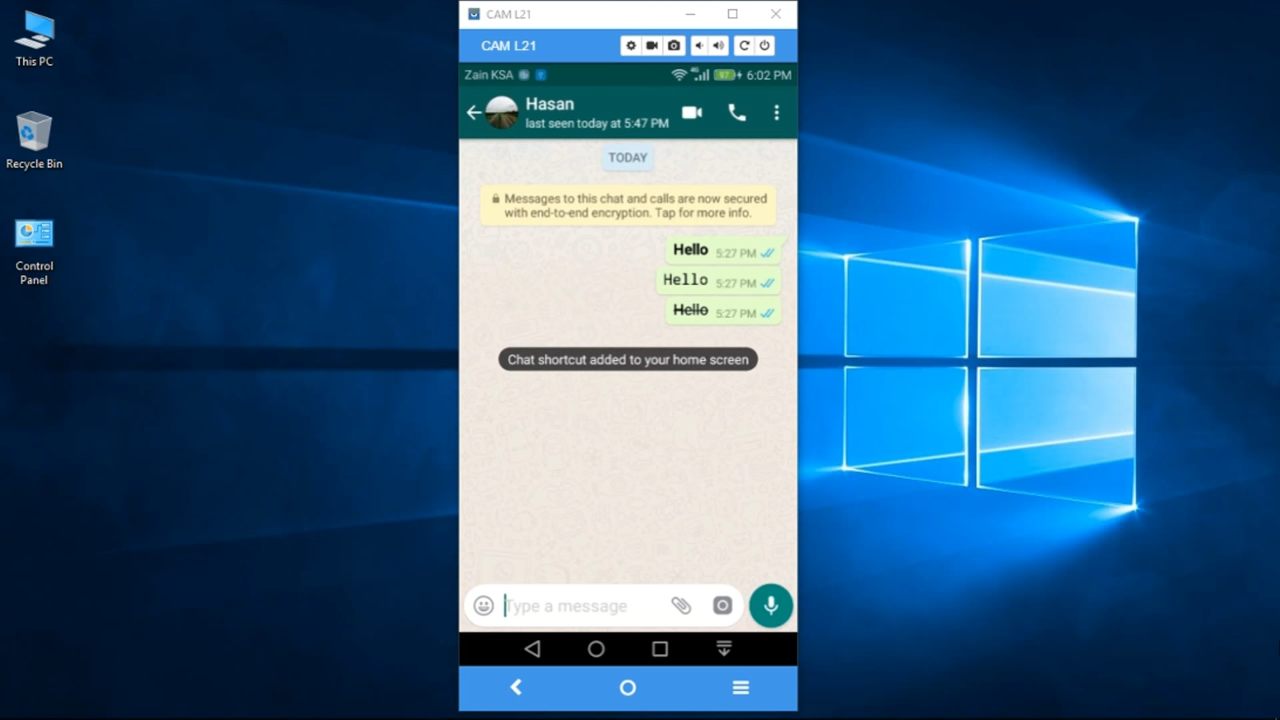 This PC
Recycle Bin
Control
Panel
CAM L21
CAM L21
Zain KSA
4G
97
6:02 PM
Hasan
last seen today at 5:47 PM
TODAY
Messages to this chat and calls are now secured
with end-to-end encryption. Tap for more info.
Hello 5:27 PM
Hello 5:27 PM
Hello 5:27 PM
Chat shortcut added to your home screen
Type a message